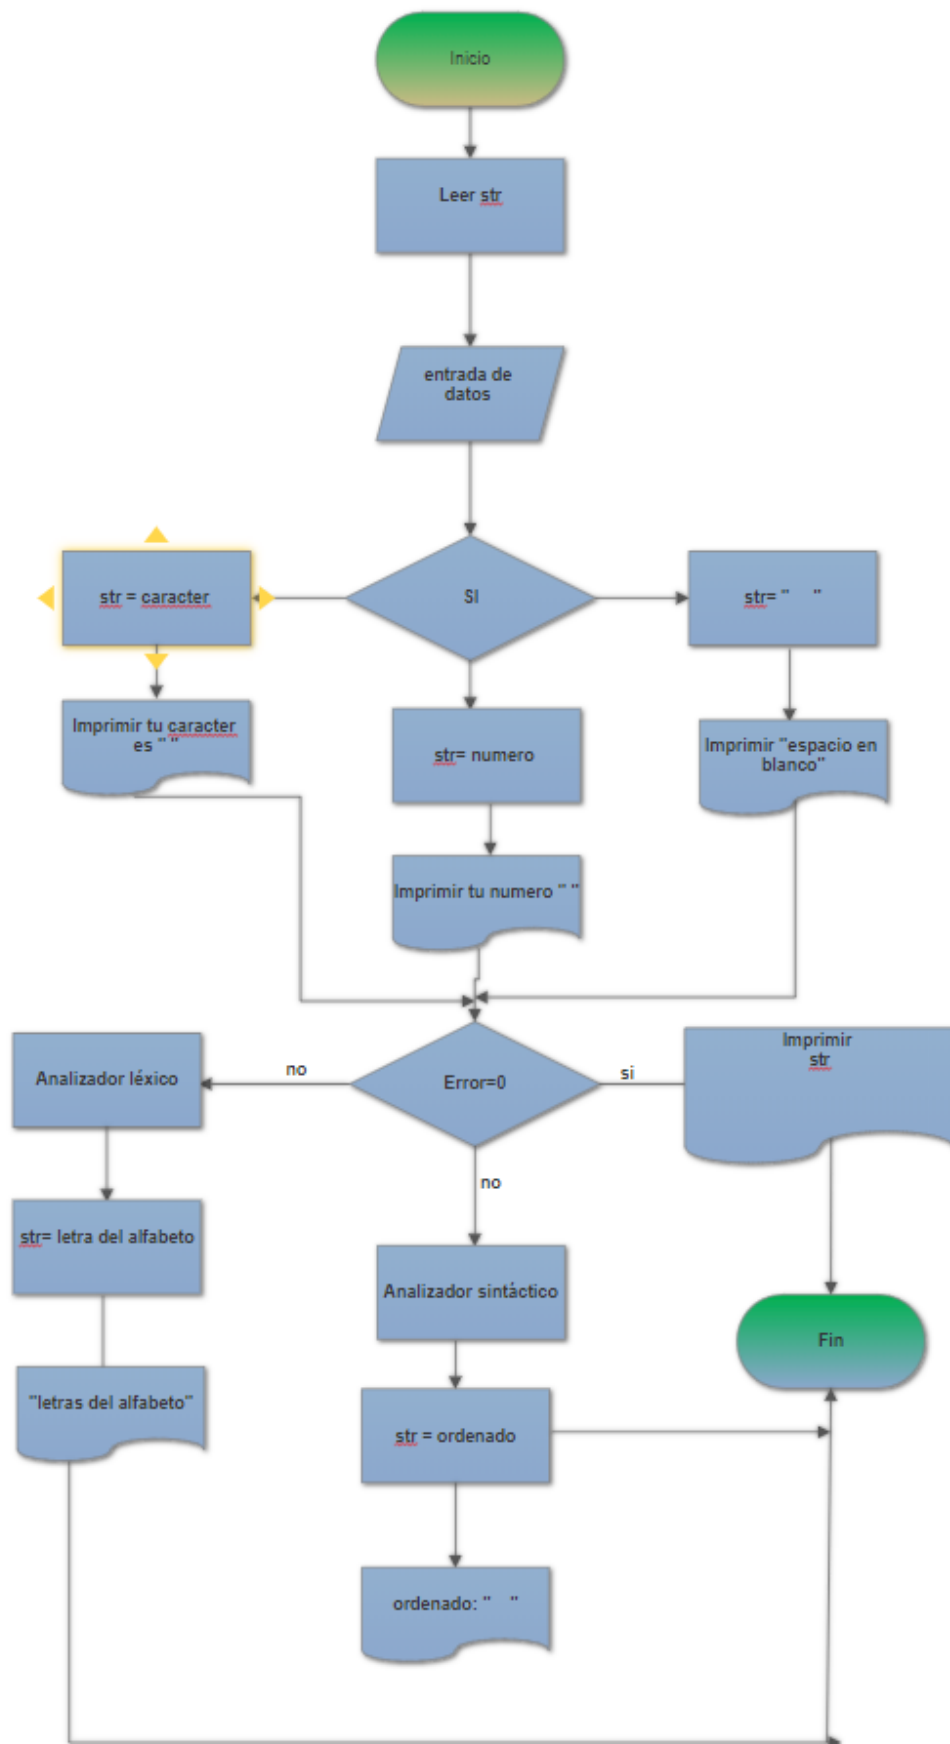 Inicio
Leer str
entrada de
datos
SI
str = caracter
str= " "
Imprimir tu caracter
es " "
str= numero
Imprimir "espacio en
blanco"
Imprimir tu numero " "
Error=0
no
si
no
Imprimir
str
Analizador léxico
str= letra del alfabeto
"letras del alfabeto"
Analizador sintáctico
str = ordenado
ordenado: " "
Fin